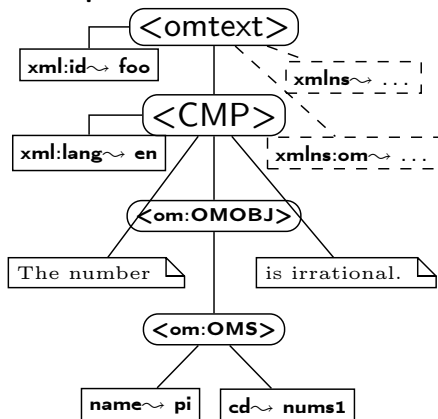 <omtext>
xml:id⤳ foo
xmlns⤳ ...
<CMP>
xml:lang⤳ en
xmlns:om⤳ ...
<om:OMOBJ>
The number
is irrational.
<om:OMS>
name⤳ pi
cd⤳ nums1